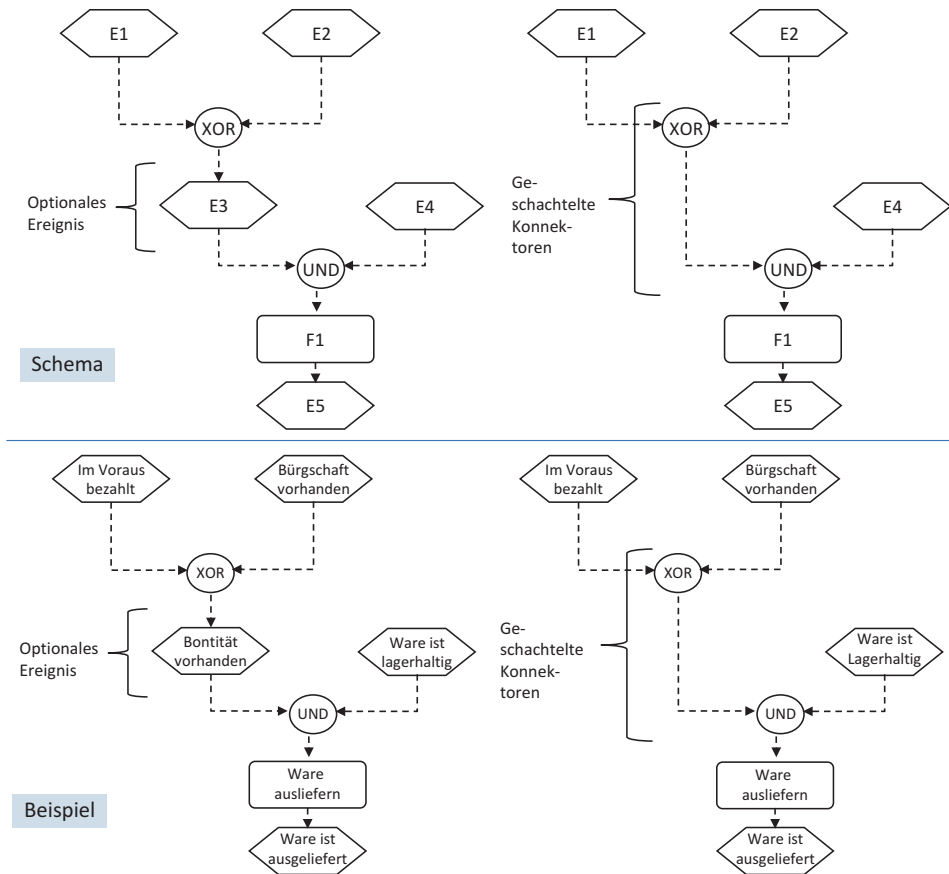 E1
E2
XOR
Optionales
Ereignis
E3
E4
UND
F1
E5
E1
E2
XOR
Ge-
schachtelte
Konnek-
toren
E4
UND
F1
E5
Schema
Im Voraus
bezahlt
Bürgschaft
vorhanden
XOR
Optionales
Ereignis
Bontität
vorhanden
Ware ist
lagerhaltig
UND
Ware
ausliefern
Ware ist
ausgeliefert
Im Voraus
bezahlt
Bürgschaft
vorhanden
XOR
Ge-
schachtelte
Konnek-
toren
Ware ist
Lagerhaltig
UND
Ware
ausliefern
Ware ist
ausgeliefert
Beispiel